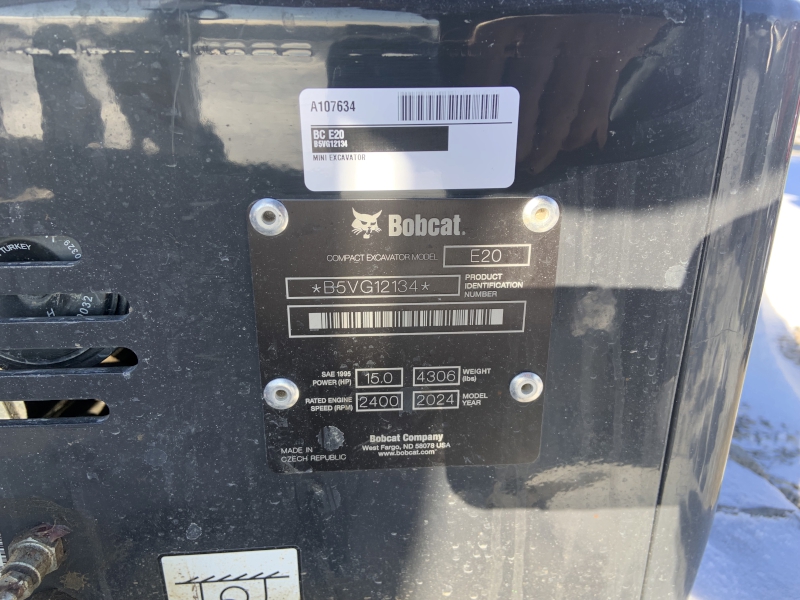 A107634
BC E20
B5VG12134
MINI EXCAVATOR
Bobcat.
COMPACT EXCAVATOR MODEL E20
*B5VG12134* PRODUCT IDENTIFICATION NUMBER
SAE 1995 POWER (HP) 15.0 4306 WEIGHT (lbs)
RATED ENGINE SPEED (RPM) 2400 2024 MODEL YEAR
Bobcat Company
West Fargo, ND 58078 USA
www.bobcat.com
MADE IN
CZECH REPUBLIC
TURKEY
0329
032